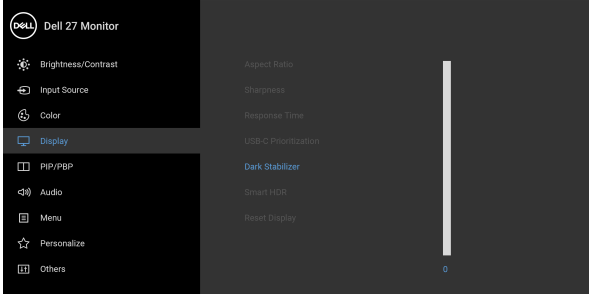 DELL
Dell 27 Monitor
Brightness/Contrast
Input Source
Color
Display
PIP/PBP
Audio
Menu
Personalize
Others
Aspect Ratio
Sharpness
Response Time
USB-C Prioritization
Dark Stabilizer
Smart HDR
Reset Display
0